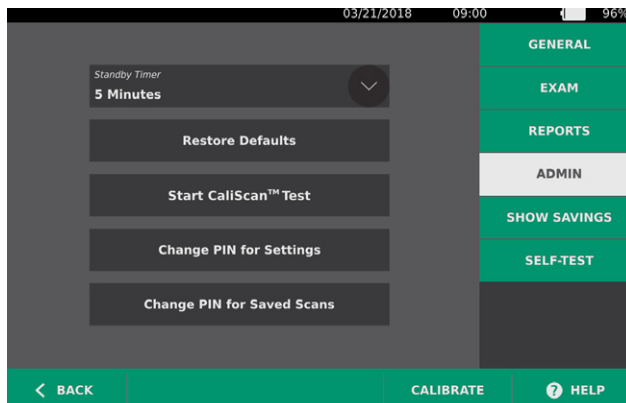 03/21/2018 09:00 96%
GENERAL
Standby Timer
5 Minutes
EXAM
Restore Defaults
REPORTS
ADMIN
Start CaliScan™ Test
SHOW SAVINGS
Change PIN for Settings
SELF-TEST
Change PIN for Saved Scans
BACK
CALIBRATE
? HELP